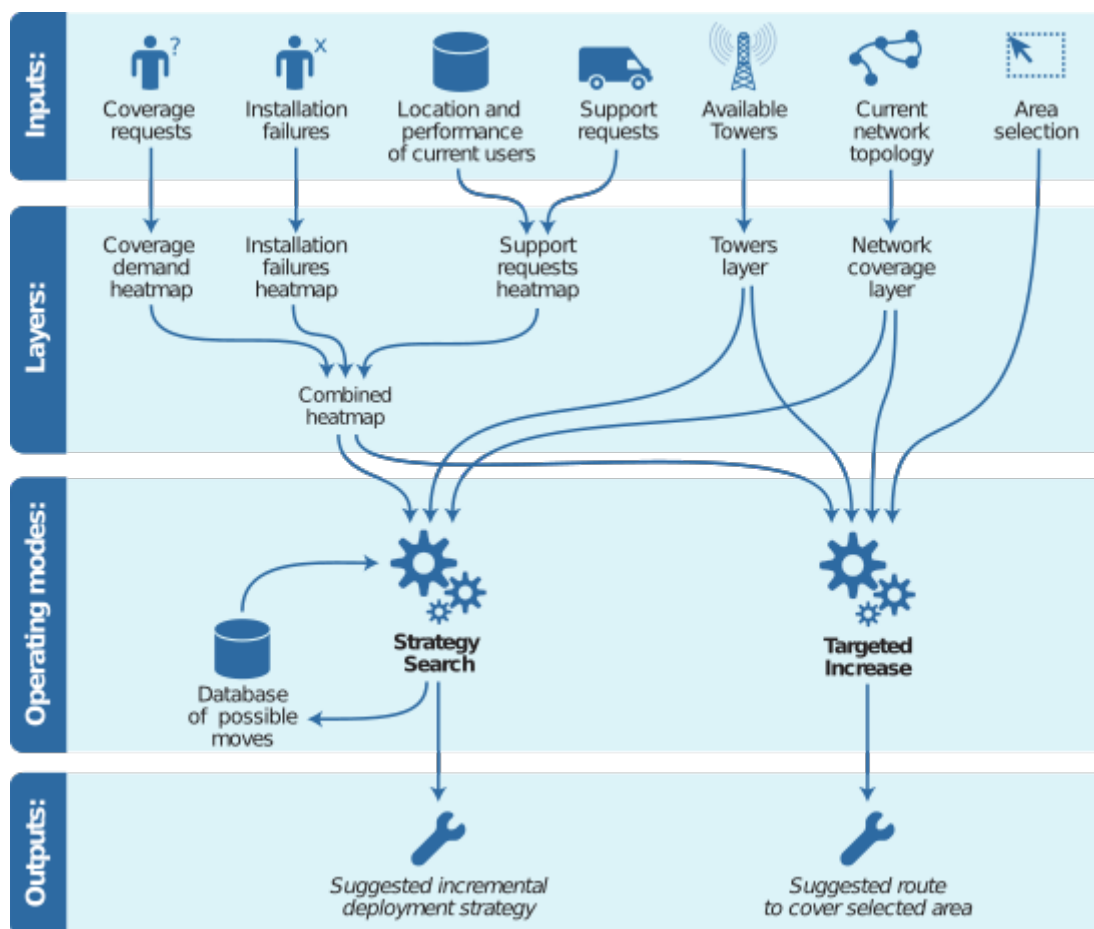 Inputs:
?
x
Coverage
requests
Installation
failures
Location and
performance
of current users
Support
requests
Available
Towers
Current
network
topology
Area
selection
Layers:
Coverage
demand
heatmap
Installation
failures
heatmap
Support
requests
heatmap
Towers
layer
Network
coverage
layer
Combined
heatmap
Operating modes:
Strategy
Search
Database
of possible
moves
Targeted
Increase
Outputs:
Suggested incremental
deployment strategy
Suggested route
to cover selected area